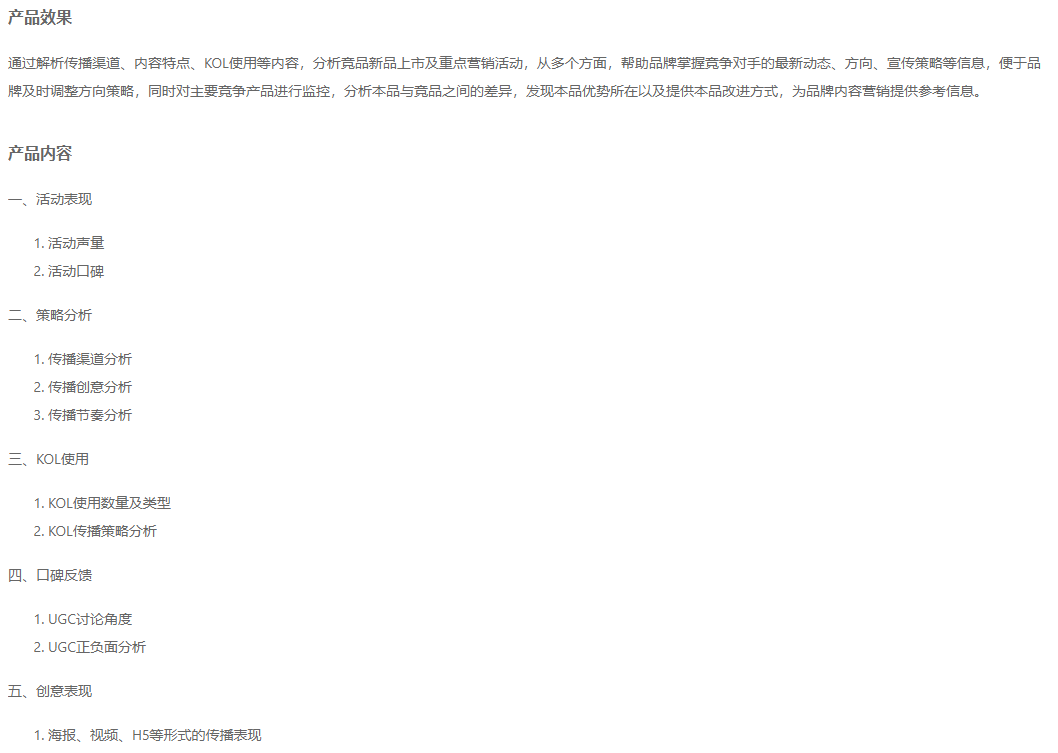 产品效果
通过解析传播渠道、内容特点、KOL使用等内容，分析竞品新品上市及重点营销活动，从多个方面，帮助品牌掌握竞争对手的最新动态、方向、宣传策略等信息，便于品
牌及时调整方向策略，同时对主要竞争产品进行监控，分析本品与竞品之间的差异，发现本品优势所在以及提供本品改进方式，为品牌内容营销提供参考信息。
产品内容
一、活动表现
1. 活动声量
2. 活动口碑
二、策略分析
1. 传播渠道分析
2. 传播创意分析
3. 传播节奏分析
三、KOL使用
1. KOL使用数量及类型
2. KOL传播策略分析
四、口碑反馈
1. UGC讨论角度
2. UGC正负面分析
五、创意表现
1. 海报、视频、H5等形式的传播表现